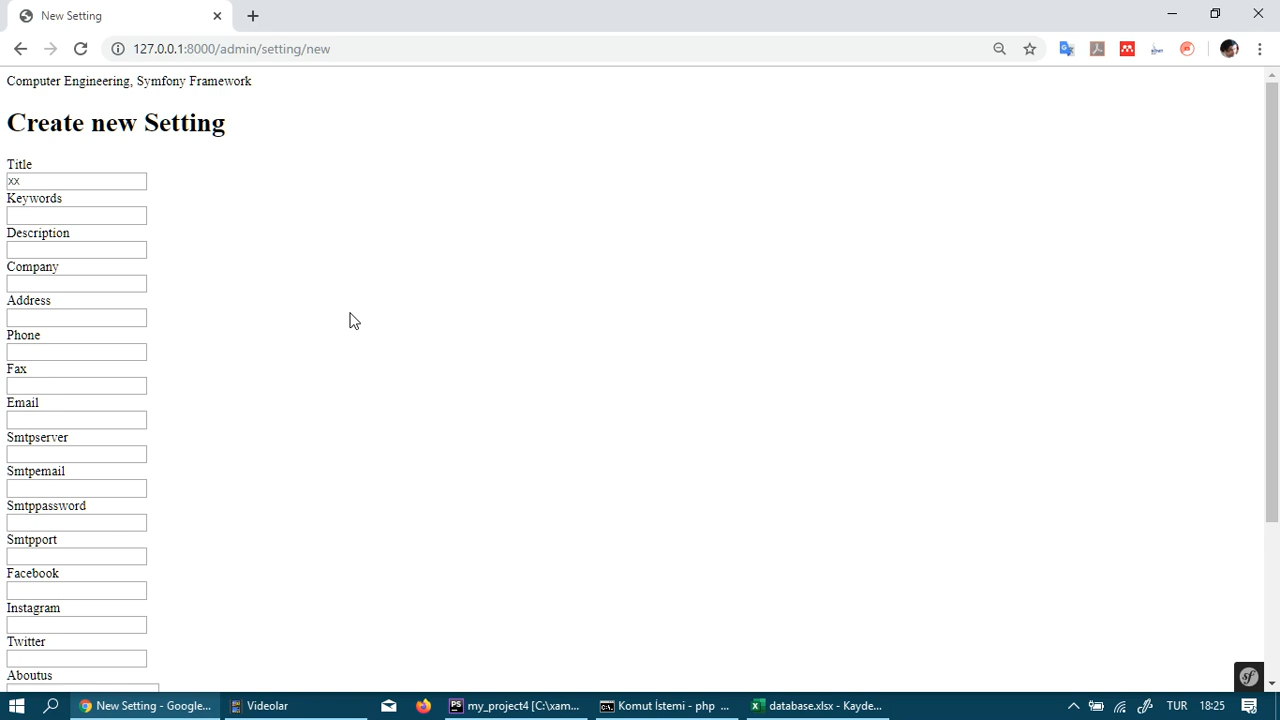 New Setting
127.0.0.1:8000/admin/setting/new
Computer Engineering, Symfony Framework
Create new Setting
Title
xx
Keywords
Description
Company
Address
Phone
Fax
Email
Smtpserver
Smtpemail
Smtppassword
Smtpport
Facebook
Instagram
Twitter
Aboutus
sf
New Setting - Google...
Videolar
PS
my_project4 [C:\xam...
Komut İstemi - php ...
database.xlsx - Kayde...
TUR
18:25